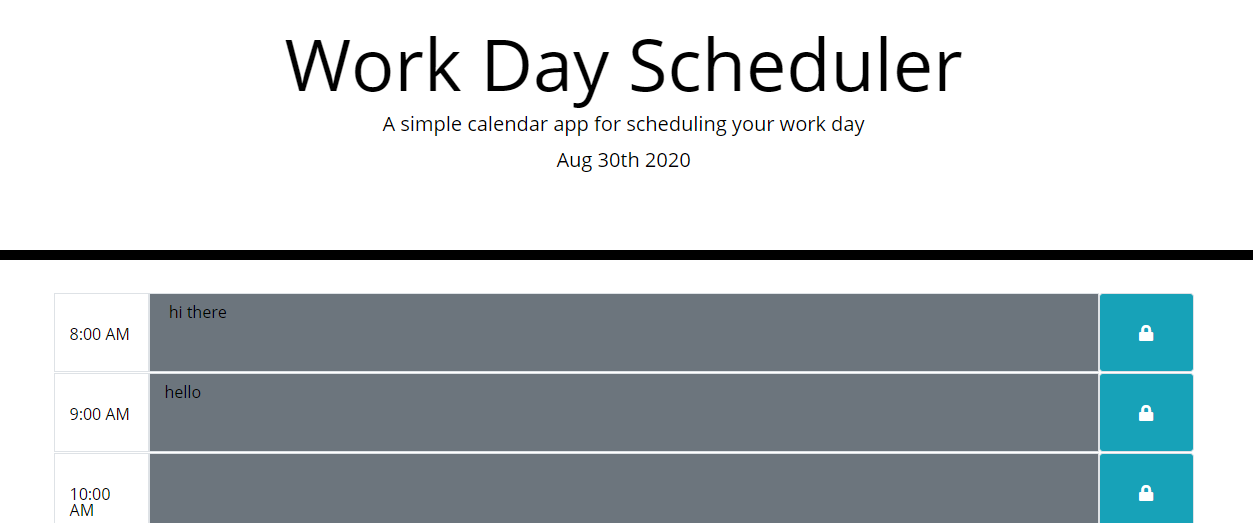 Work Day Scheduler
A simple calendar app for scheduling your work day
Aug 30th 2020
8:00 AM
hi there
9:00 AM
hello
10:00
AM